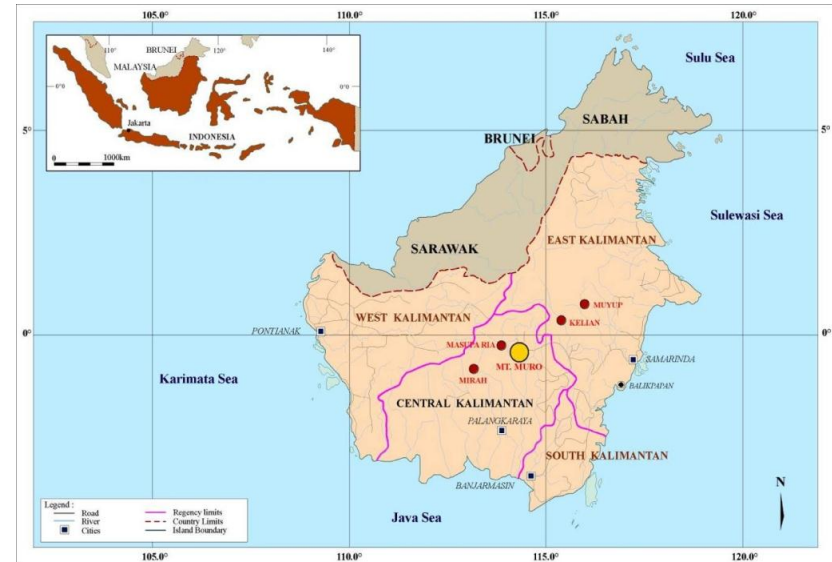 105.0°
110.0°
115.0°
120.0°
110°
120°
140°
BRUNEI
MALAYSIA
0°0
0°0
Jakarta
INDONESIA
0
1000km
Sulu Sea
5°
5°
SABAH
BRUNEI
Sulewasi Sea
SARAWAK
EAST KALIMANTAN
WEST KALIMANTAN
MUYUP
KELIAN
0°
0°
PONTIANAK
MASUPA RIA
MT. MURO
SAMARINDA
MIRAH
Karimata Sea
BALIKPAPAN
CENTRAL KALIMANTAN
PALANGKARAYA
SOUTH KALIMANTAN
BANJARMASIN
N
Java Sea
Legend :
Road
Regency limits
River
Country Limits
Cities
Island Boundary
105.0°
110.0°
115.0°
120.0°